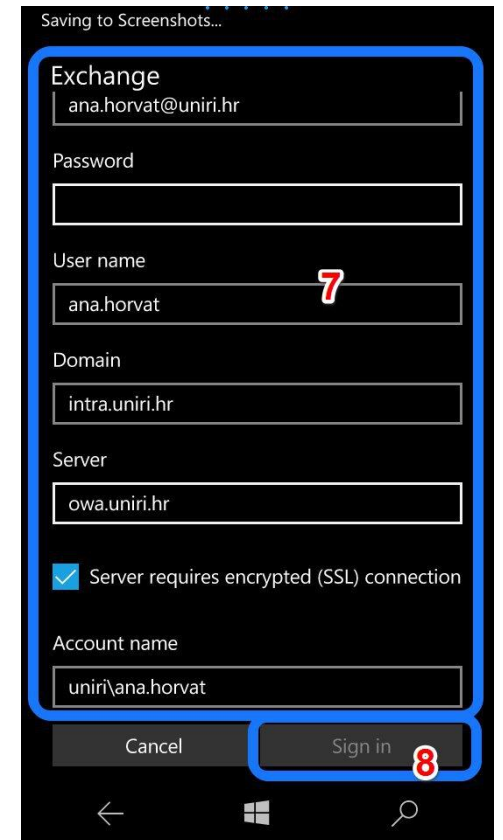 Saving to Screenshots...
Exchange
ana.horvat@uniri.hr
Password
User name
7
ana.horvat
Domain
intra.uniri.hr
Server
owa.uniri.hr
Server requires encrypted (SSL) connection
Account name
uniri\ana.horvat
Cancel
Sign in
8